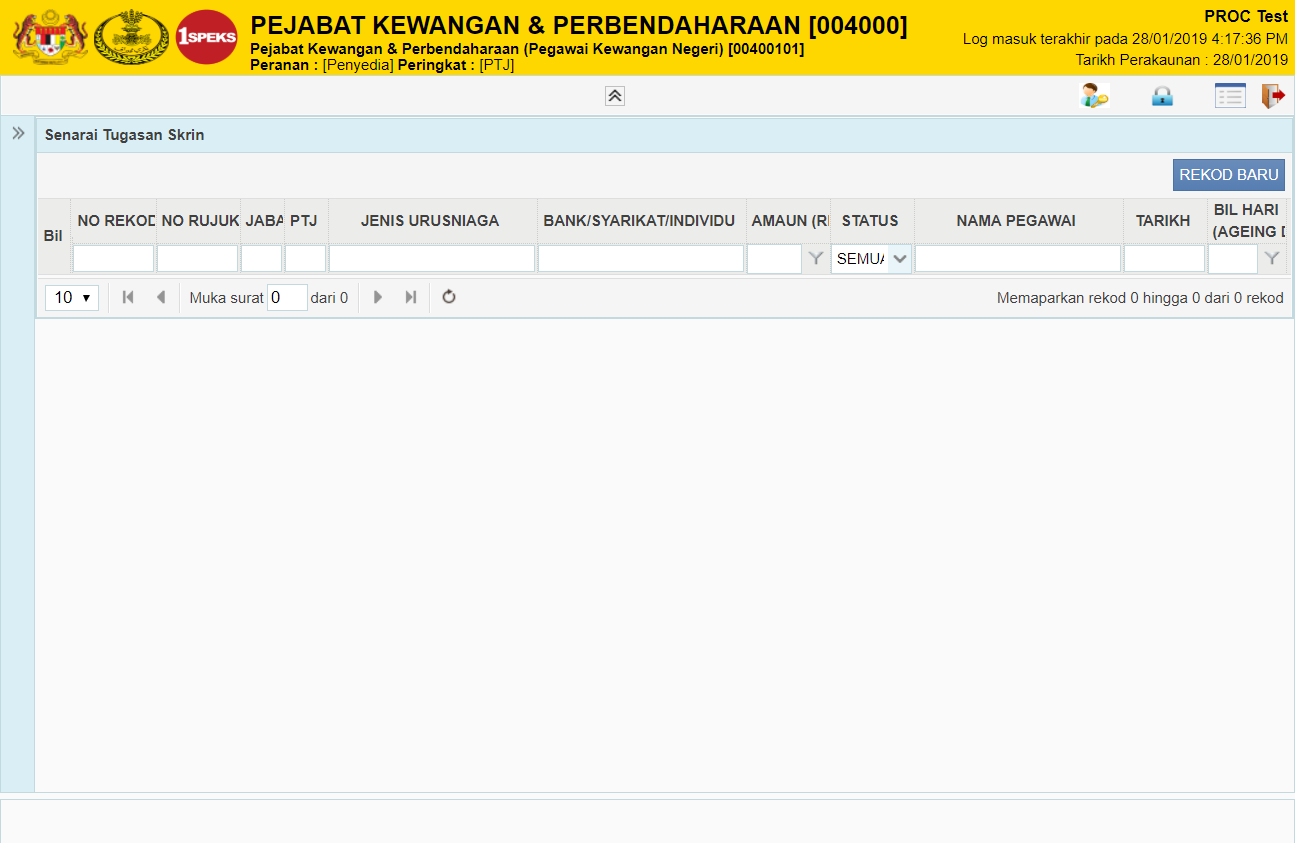 1SPEKS
PEJABAT KEWANGAN & PERBENDAHARAAN [004000]
Pejabat Kewangan & Perbendaharaan (Pegawai Kewangan Negeri) [00400101]
Peranan : [Penyedia] Peringkat : [PTJ]
PROC Test
Log masuk terakhir pada 28/01/2019 4:17:36 PM
Tarikh Perakaunan : 28/01/2019
Senarai Tugasan Skrin
REKOD BARU
Bil NO REKOD NO RUJUK JABA PTJ JENIS URUSNIAGA BANK/SYARIKAT/INDIVIDU AMAUN (RI STATUS NAMA PEGAWAI TARIKH BIL HARI
(AGEING D
SEMUA
10 Muka surat 0 dari 0 Memaparkan rekod 0 hingga 0 dari 0 rekod